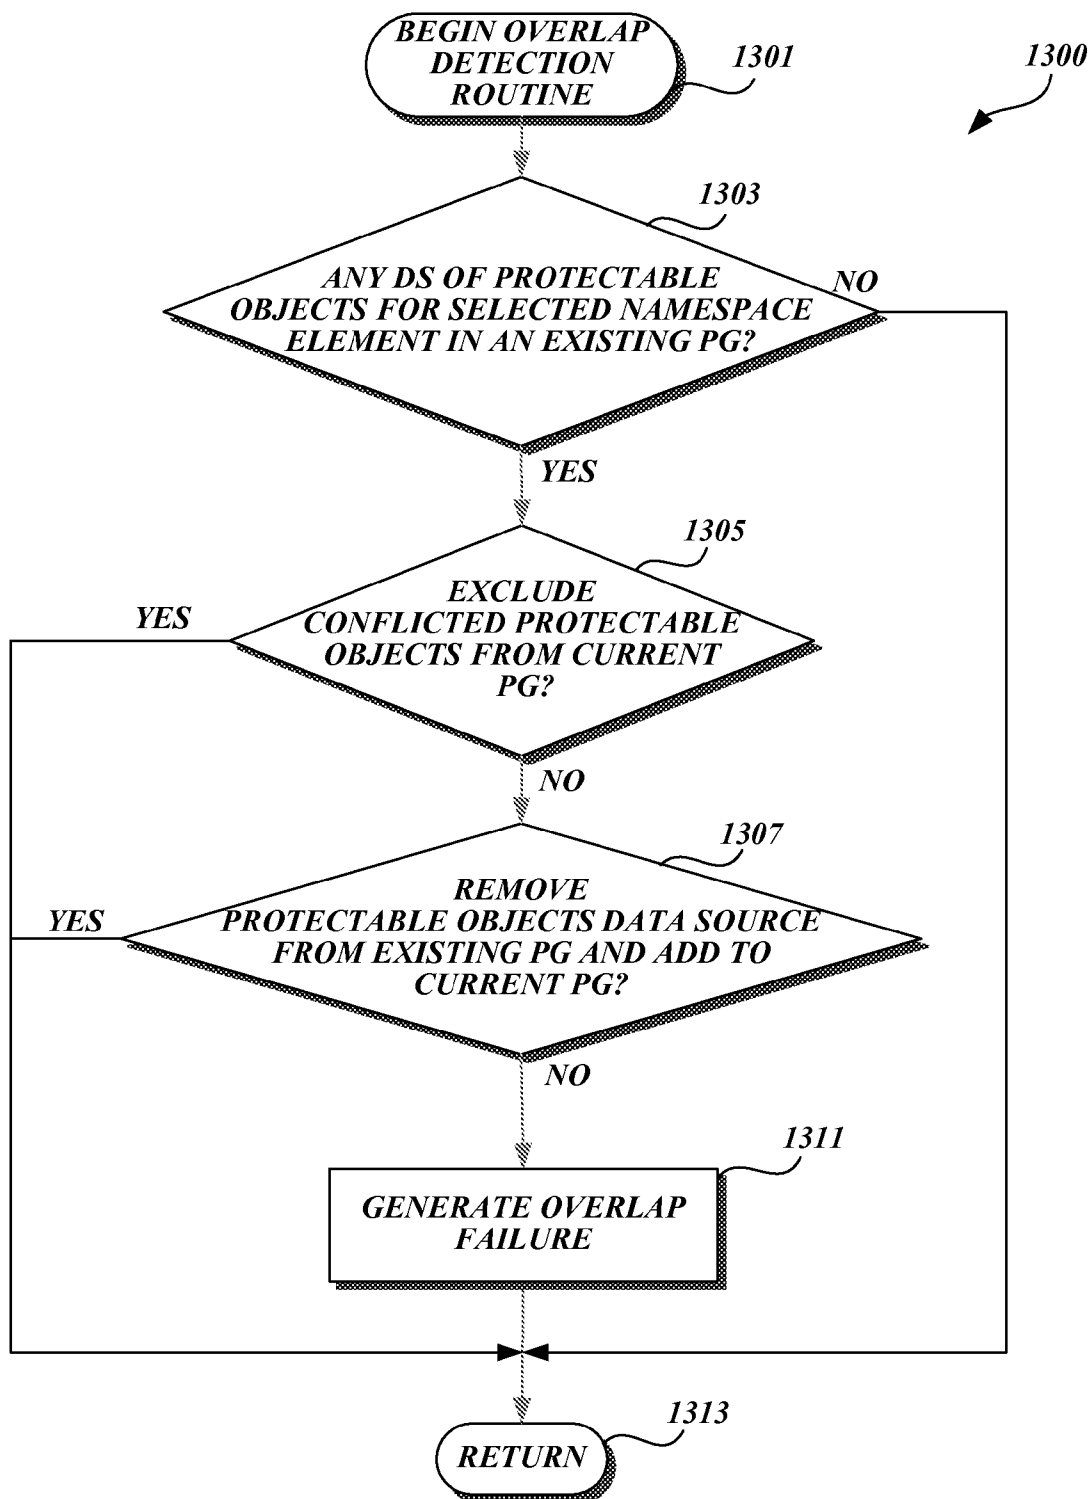 BEGIN OVERLAP
DETECTION
ROUTINE
1301
1300
1303
ANY DS OF PROTECTABLE
OBJECTS FOR SELECTED NAMESPACE
ELEMENT IN AN EXISTING PG?
NO
YES
1305
EXCLUDE
CONFLICTED PROTECTABLE
OBJECTS FROM CURRENT
PG?
YES
NO
1307
REMOVE
PROTECTABLE OBJECTS DATA SOURCE
FROM EXISTING PG AND ADD TO
CURRENT PG?
YES
NO
1311
GENERATE OVERLAP
FAILURE
1313
RETURN